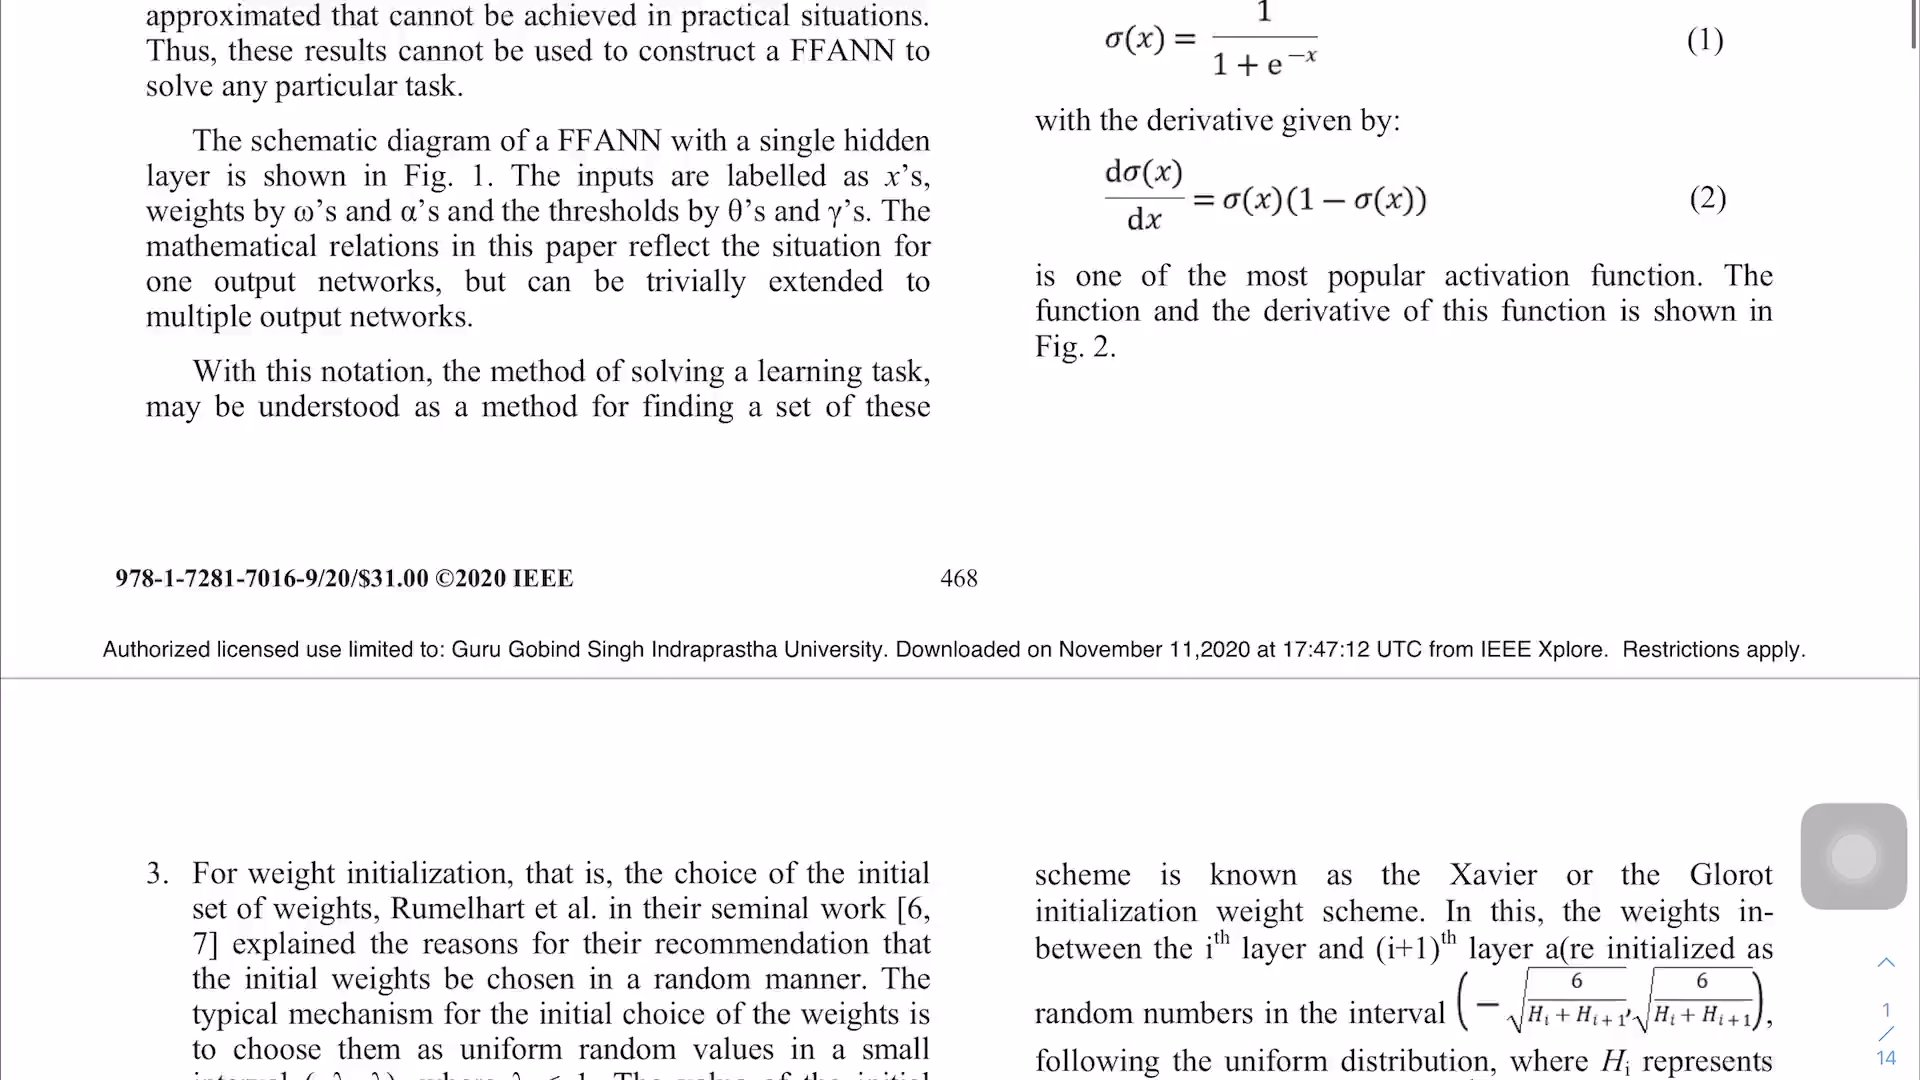 approximated that cannot be achieved in practical situations.
Thus, these results cannot be used to construct a FFANN to
solve any particular task.
The schematic diagram of a FFANN with a single hidden
layer is shown in Fig. 1. The inputs are labelled as x's,
weights by ω's and α's and the thresholds by θ's and γ's. The
mathematical relations in this paper reflect the situation for
one output networks, but can be trivially extended to
multiple output networks.
With this notation, the method of solving a learning task,
may be understood as a method for finding a set of these
σ(x) = 1 / (1 + e^−x) (1)
with the derivative given by:
dσ(x)/dx = σ(x)(1 − σ(x)) (2)
is one of the most popular activation function. The
function and the derivative of this function is shown in
Fig. 2.
978-1-7281-7016-9/20/$31.00 ©2020 IEEE
468
Authorized licensed use limited to: Guru Gobind Singh Indraprastha University. Downloaded on November 11,2020 at 17:47:12 UTC from IEEE Xplore. Restrictions apply.
3. For weight initialization, that is, the choice of the initial
set of weights, Rumelhart et al. in their seminal work [6,
7] explained the reasons for their recommendation that
the initial weights be chosen in a random manner. The
typical mechanism for the initial choice of the weights is
to choose them as uniform random values in a small
scheme is known as the Xavier or the Glorot
initialization weight scheme. In this, the weights in-
between the i^th layer and (i+1)^th layer a(re initialized as
random numbers in the interval (−√(6/(H_i + H_i+1)), √(6/(H_i + H_i+1))),
following the uniform distribution, where H_i represents
1
/
14